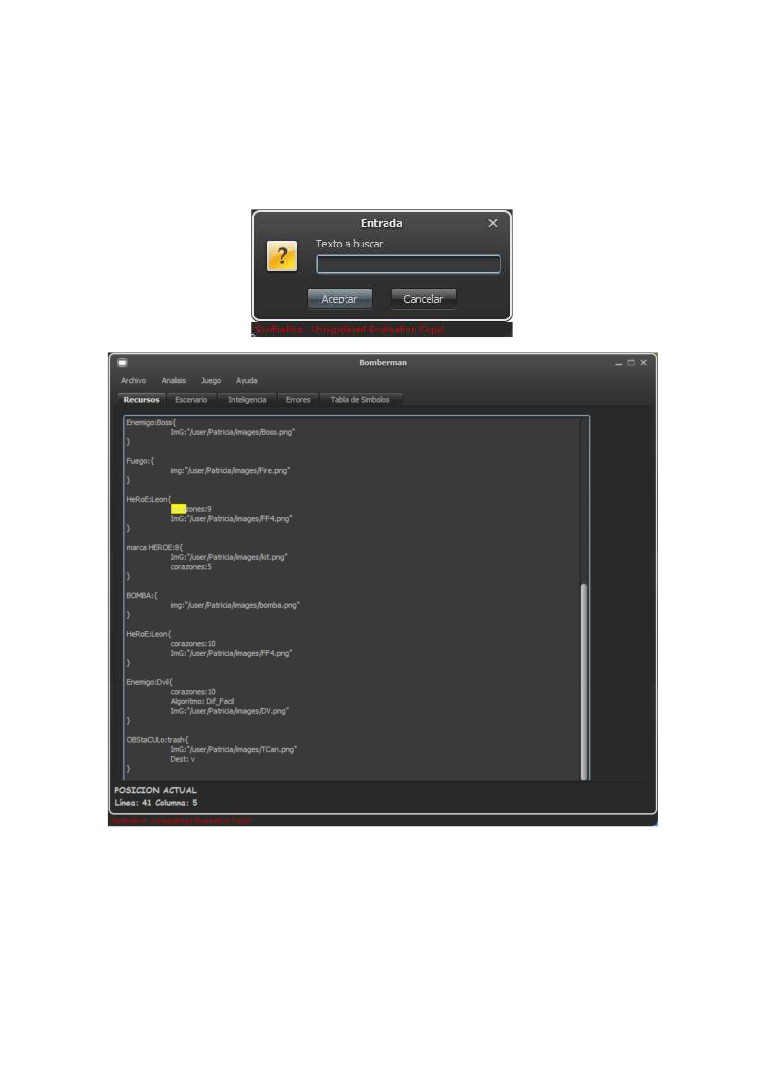 Entrada
?
Texto a buscar
Aceptar Cancelar
Synthetica - Unregistered Evaluation Copy!
Bomberman
Archivo Analisis Juego Ayuda
Recursos Escenario Inteligencia Errores Tabla de Simbolos
Enemigo:Boss{
ImG:"/user/Patricia/images/Boss.png"
}
Fuego:{
img:"/user/Patricia/images/Fire.png"
}
HeRoE:Leon{
corazones:9
ImG:"/user/Patricia/images/FF4.png"
}
marca HEROE:8{
ImG:"/user/Patricia/images/kit.png"
corazones:5
}
BOMBA:{
img:"/user/Patricia/images/bomba.png"
}
HeRoE:Leon{
corazones:10
ImG:"/user/Patricia/images/FF4.png"
}
Enemigo:Dvil{
corazones:10
Algoritmo: Dif_Facil
ImG:"/user/Patricia/images/DV.png"
}
OBStaCULo:trash{
ImG:"/user/Patricia/images/TCan.png"
Dest: v
}
POSICION ACTUAL
Línea: 41 Columna: 5
Synthetica - Unregistered Evaluation Copy!